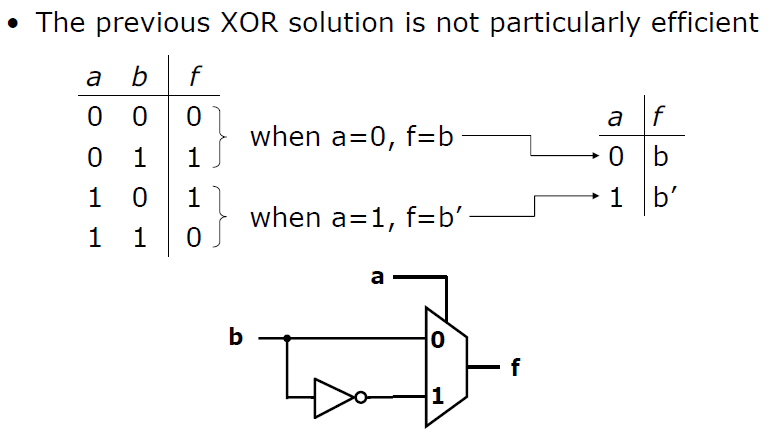 • The previous XOR solution is not particularly efficient
a b f
0 0 0
0 1 1
1 0 1
1 1 0
when a=0, f=b
when a=1, f=b′
a f
0 b
1 b′
a
b
0
1
f